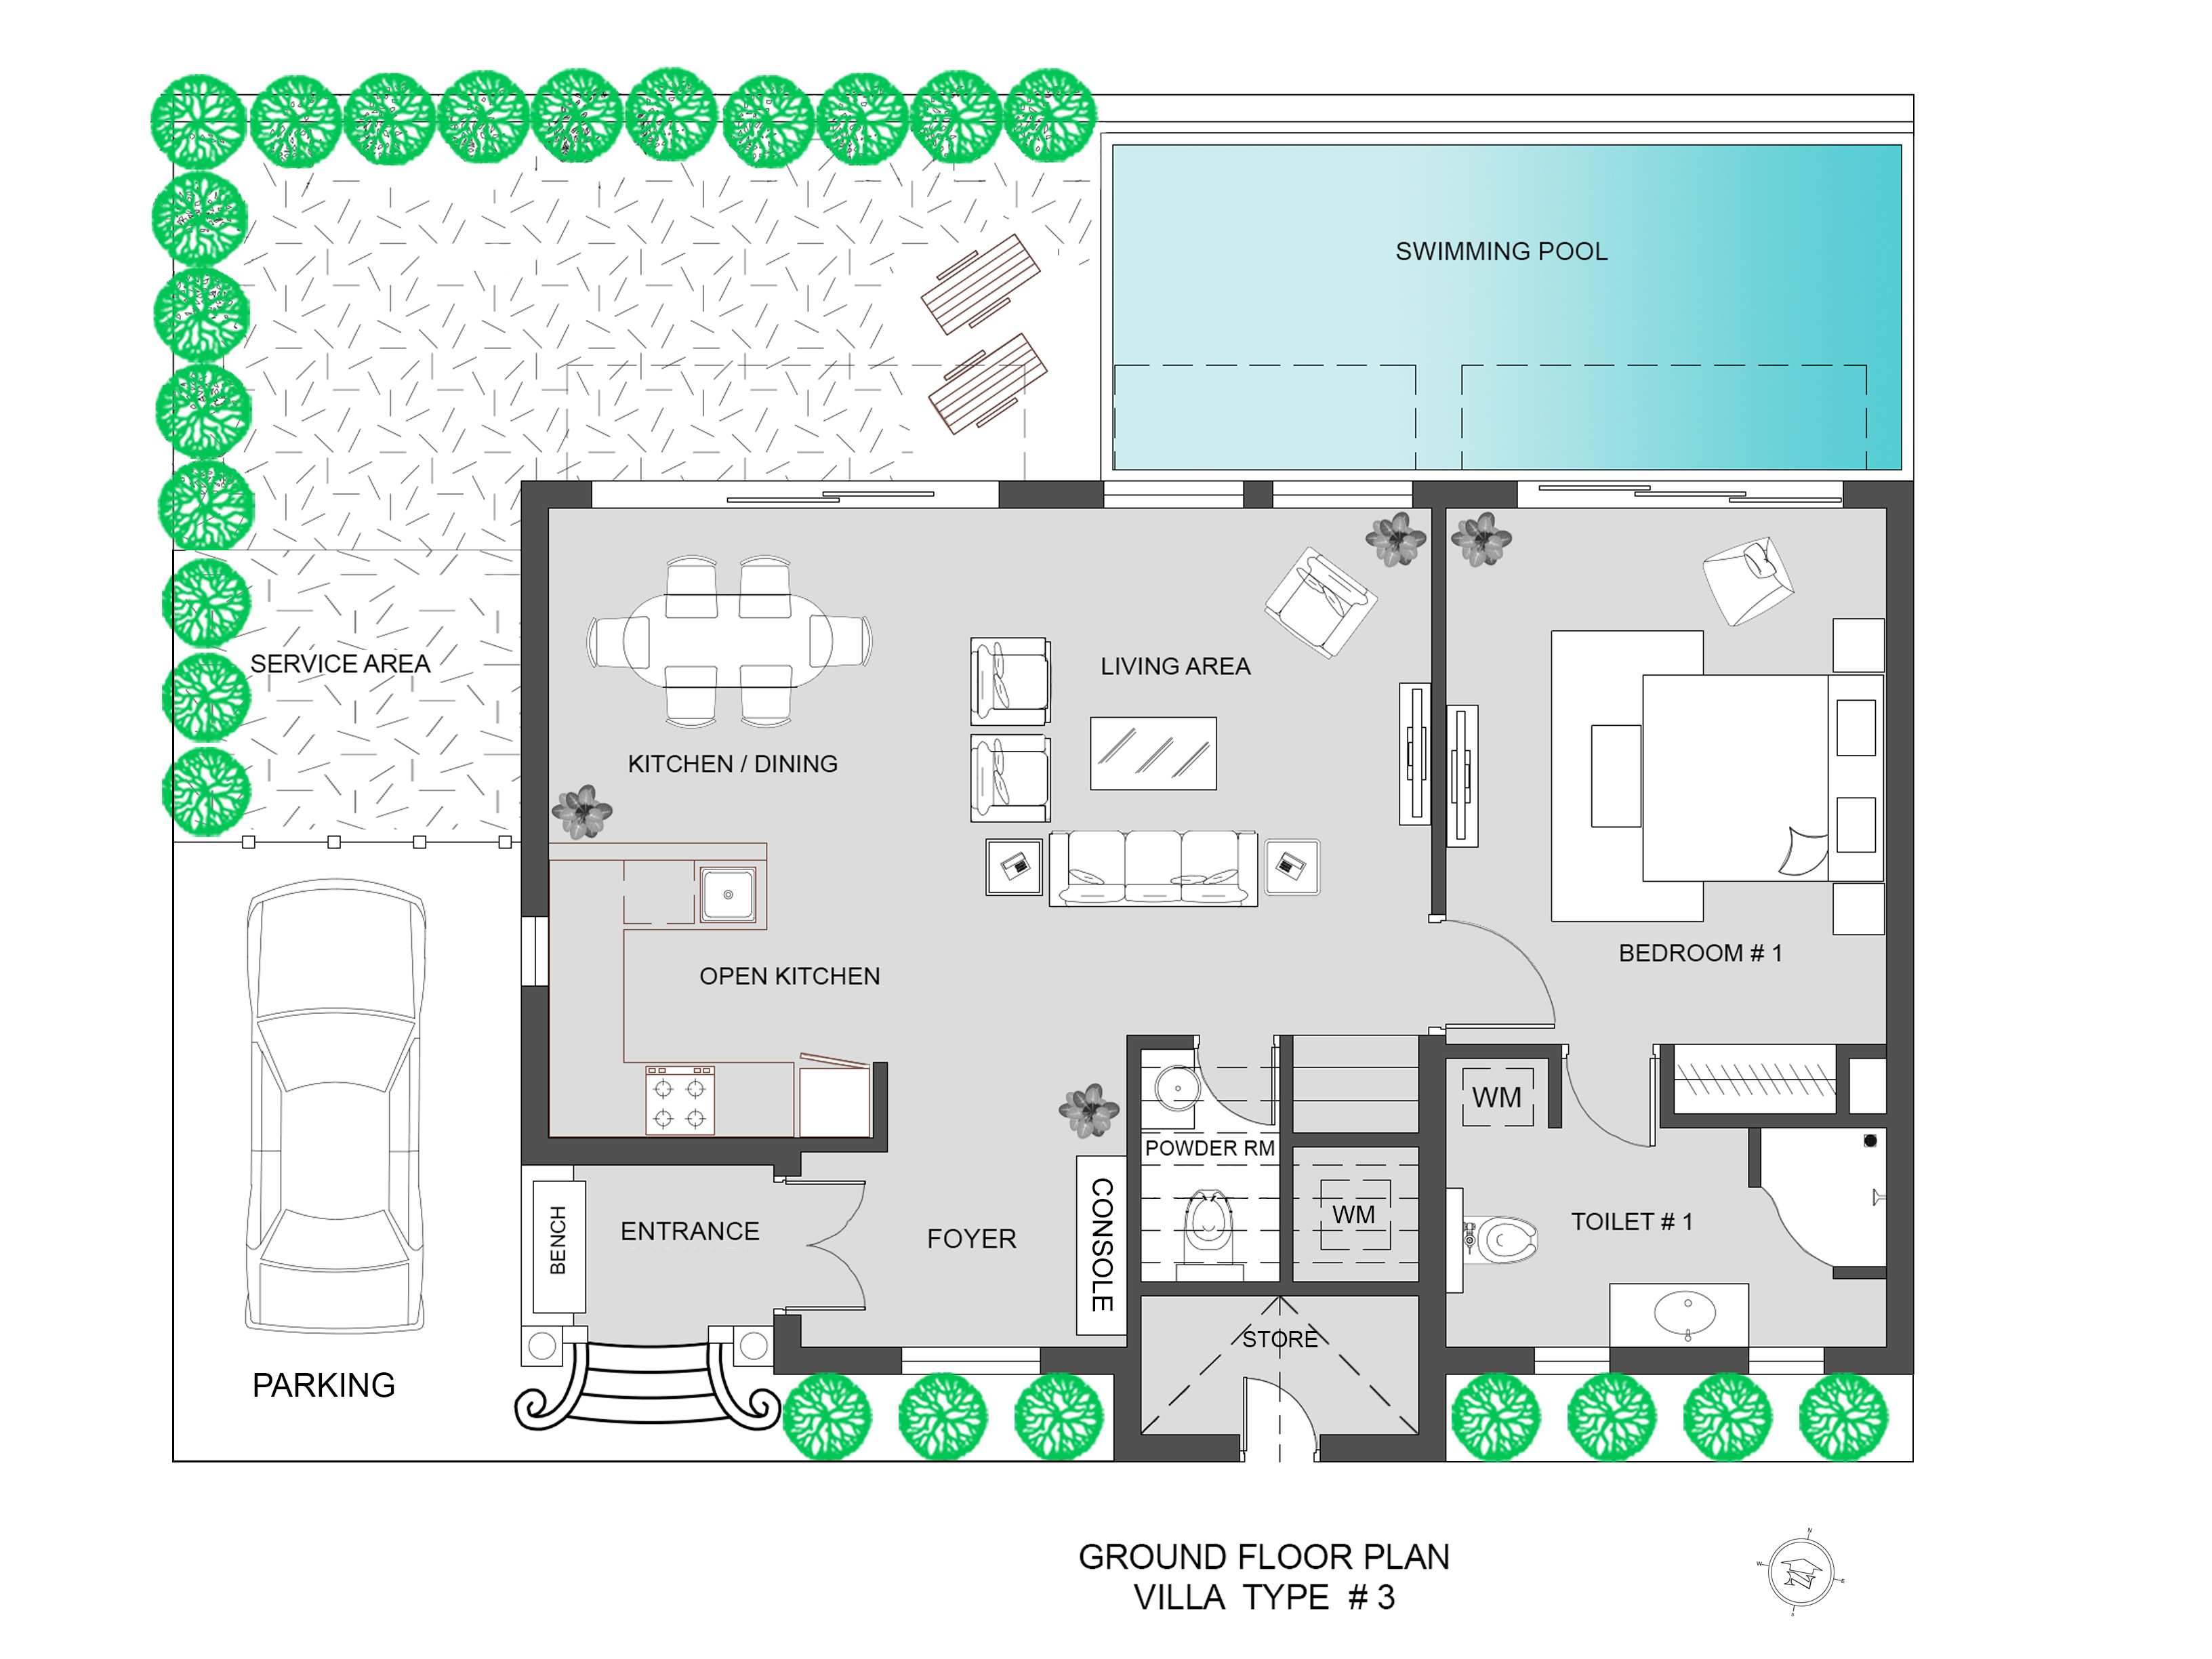 SWIMMING POOL
SERVICE AREA
LIVING AREA
KITCHEN / DINING
BEDROOM # 1
OPEN KITCHEN
WM
POWDER RM
CONSOLE
WM
BENCH
ENTRANCE
FOYER
TOILET # 1
STORE
PARKING
GROUND FLOOR PLAN
VILLA TYPE # 3
N
W
E
S